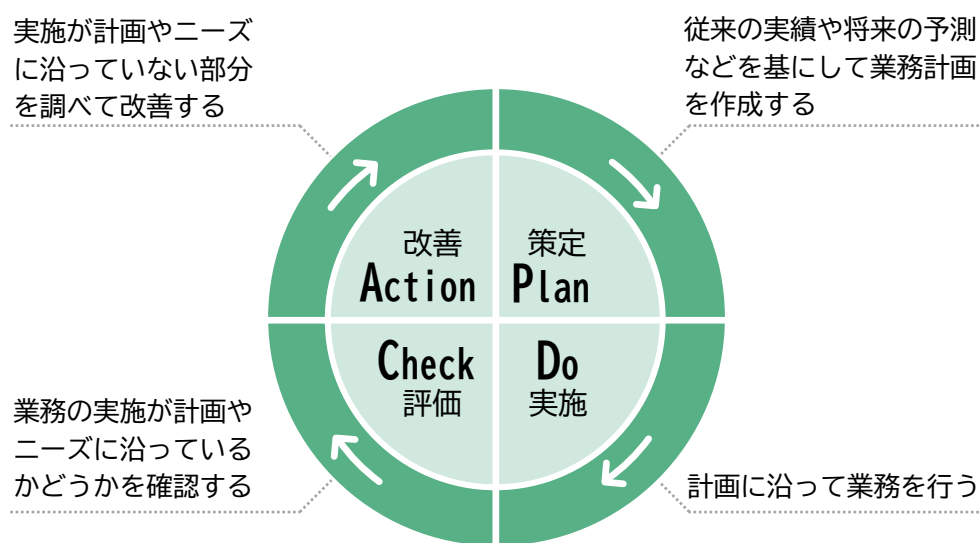 実施が計画やニーズ
に沿っていない部分
を調べて改善する
従来の実績や将来の予測
などを基にして業務計画
を作成する
改善
Action
策定
Plan
Check
評価
Do
実施
業務の実施が計画や
ニーズに沿っている
かどうかを確認する
計画に沿って業務を行う